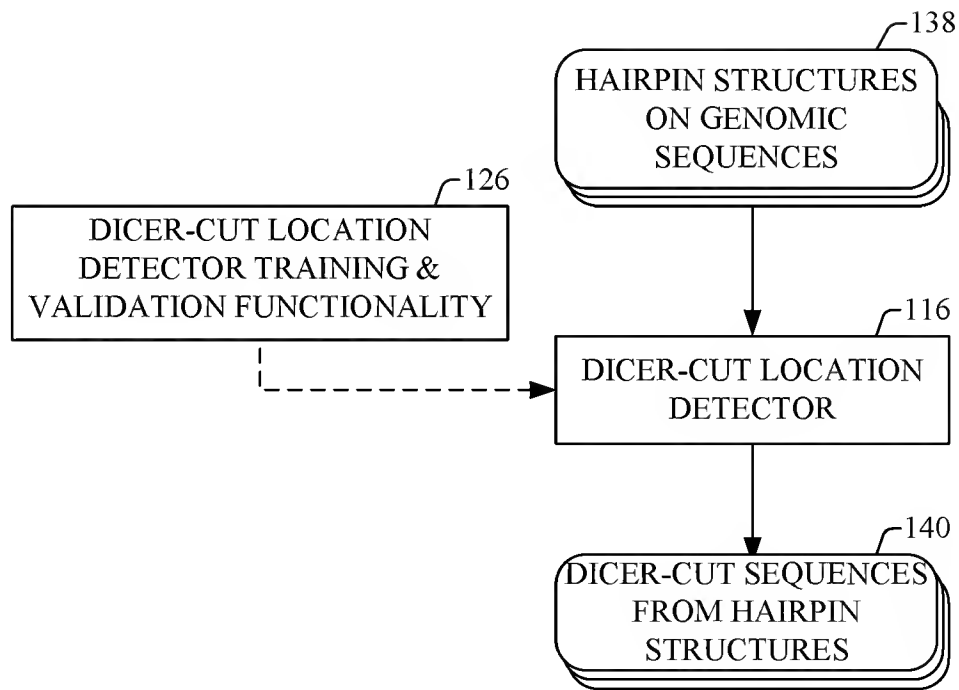 138
HAIRPIN STRUCTURES
ON GENOMIC
SEQUENCES
126
DICER-CUT LOCATION
DETECTOR TRAINING &
VALIDATION FUNCTIONALITY
116
DICER-CUT LOCATION
DETECTOR
140
DICER-CUT SEQUENCES
FROM HAIRPIN
STRUCTURES